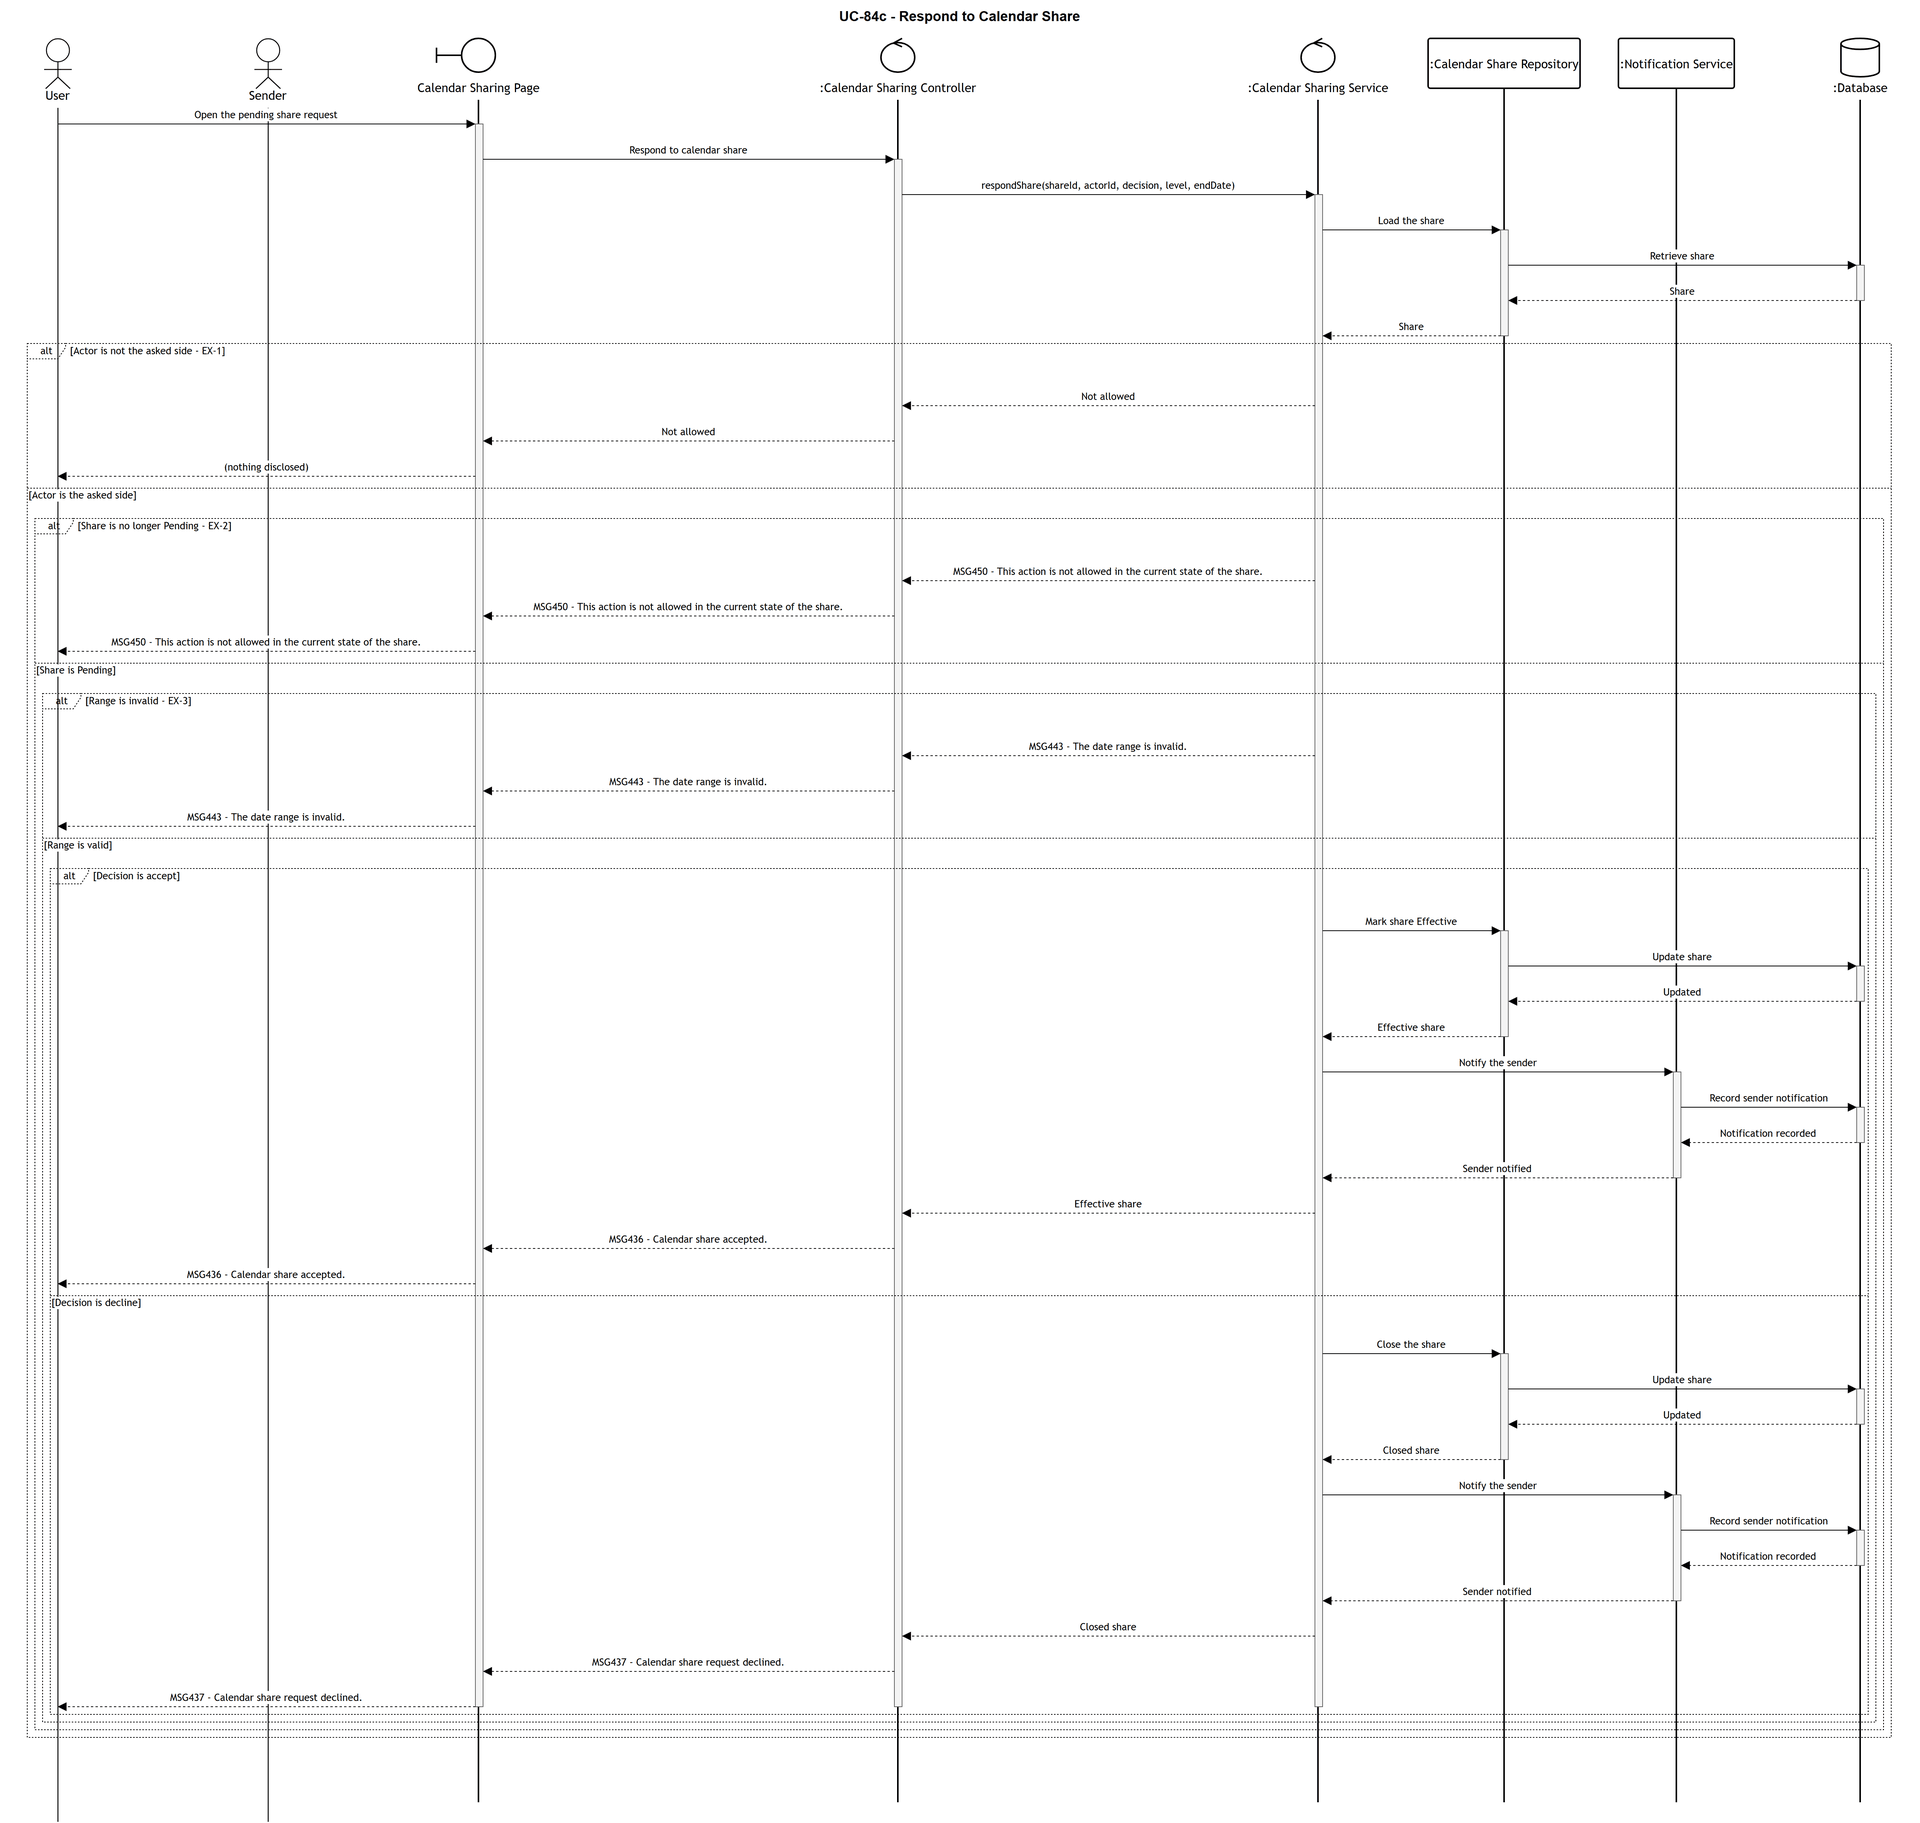 UC-84c - Respond to Calendar Share
User
Sender
Calendar Sharing Page
:Calendar Sharing Controller
:Calendar Sharing Service
:Calendar Share Repository
:Notification Service
:Database
Open the pending share request
Respond to calendar share
respondShare(shareId, actorId, decision, level, endDate)
Load the share
Retrieve share
Share
Share
alt [Actor is not the asked side - EX-1]
Not allowed
Not allowed
(nothing disclosed)
[Actor is the asked side]
alt [Share is no longer Pending - EX-2]
MSG450 - This action is not allowed in the current state of the share.
MSG450 - This action is not allowed in the current state of the share.
MSG450 - This action is not allowed in the current state of the share.
[Share is Pending]
alt [Range is invalid - EX-3]
MSG443 - The date range is invalid.
MSG443 - The date range is invalid.
MSG443 - The date range is invalid.
[Range is valid]
alt [Decision is accept]
Mark share Effective
Update share
Updated
Effective share
Notify the sender
Record sender notification
Notification recorded
Sender notified
Effective share
MSG436 - Calendar share accepted.
MSG436 - Calendar share accepted.
[Decision is decline]
Close the share
Update share
Updated
Closed share
Notify the sender
Record sender notification
Notification recorded
Sender notified
Closed share
MSG437 - Calendar share request declined.
MSG437 - Calendar share request declined.